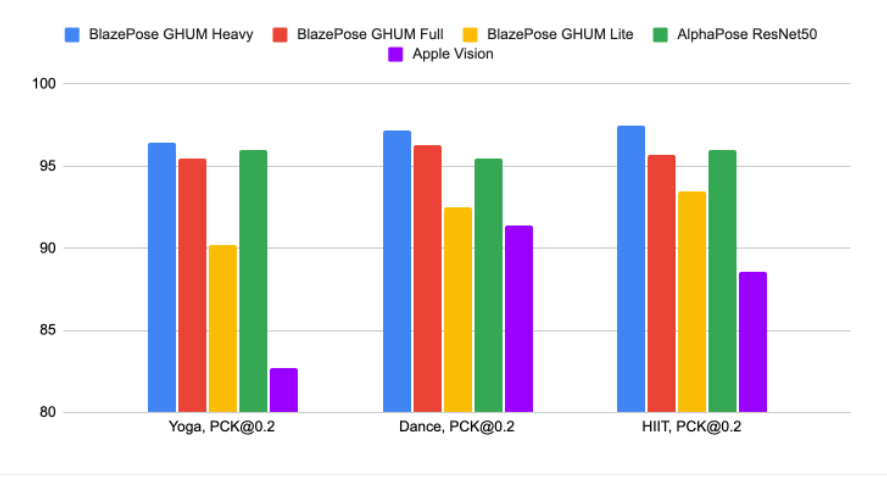 BlazePose GHUM Heavy BlazePose GHUM Full BlazePose GHUM Lite AlphaPose ResNet50
Apple Vision
100
95
90
85
80
Yoga, PCK@0.2 Dance, PCK@0.2 HIIT, PCK@0.2